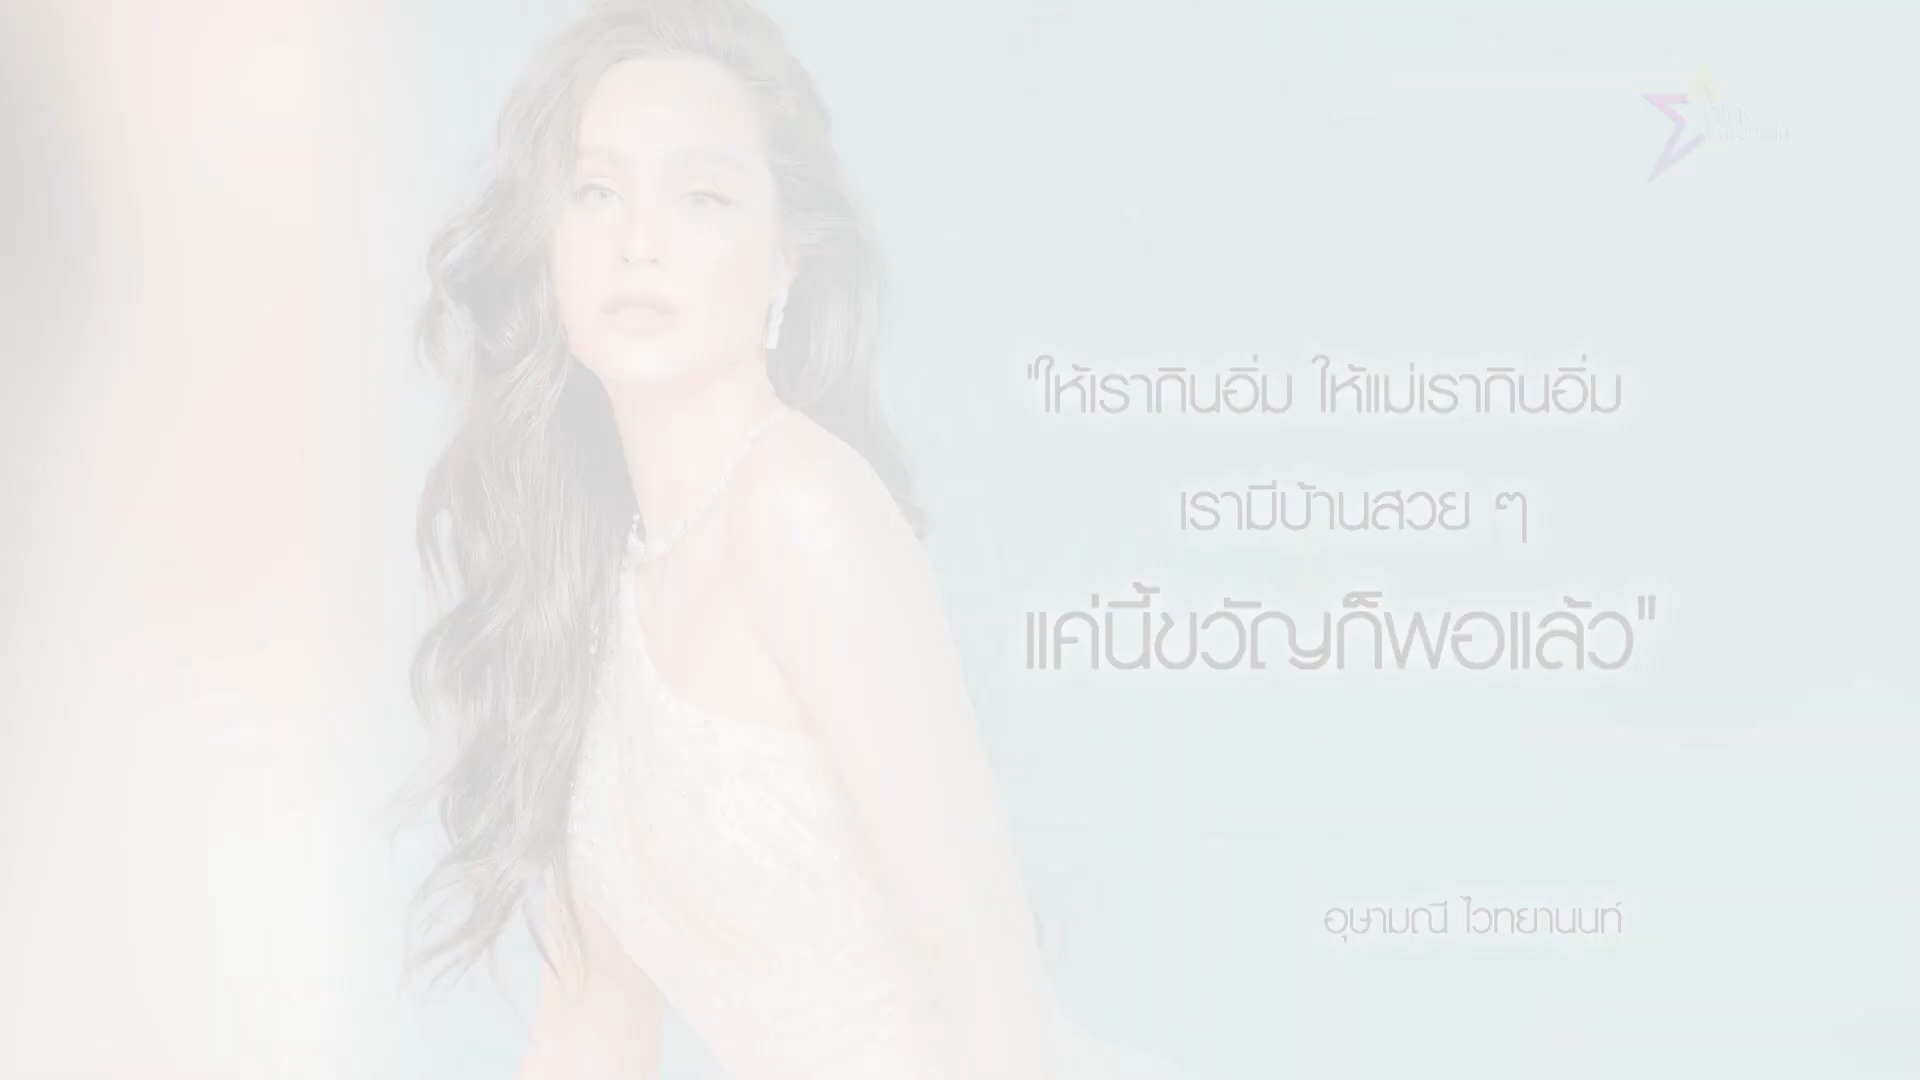 "ให้เรากินอิ่ม ให้แม่เรากินอิ่ม
เรามีบ้านสวย ๆ
แค่นี้ขวัญก็พอแล้ว"
อุษามณี ไวทยานนท์